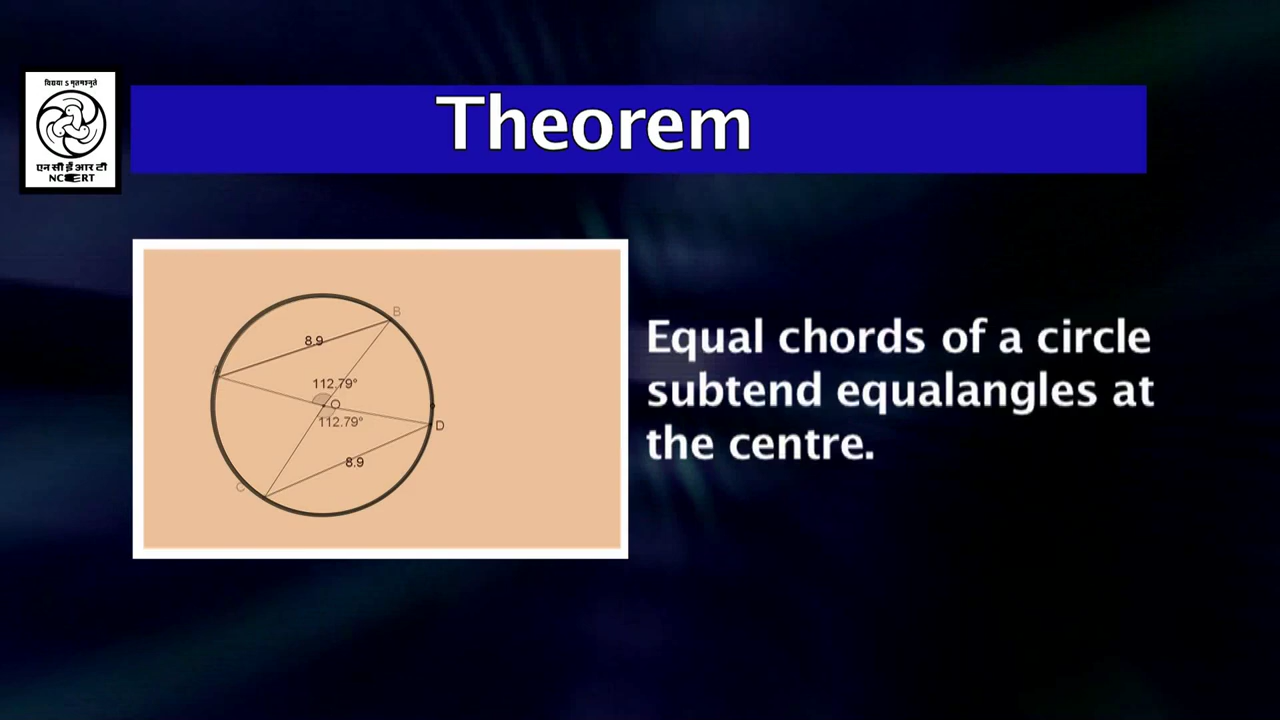 विद्यया ऽ मृतमश्नुते
एन सी ई आर टी
NCERT
Theorem
B
8.9
A
112.79°
O
112.79°
D
8.9
C
Equal chords of a circle
subtend equalangles at
the centre.